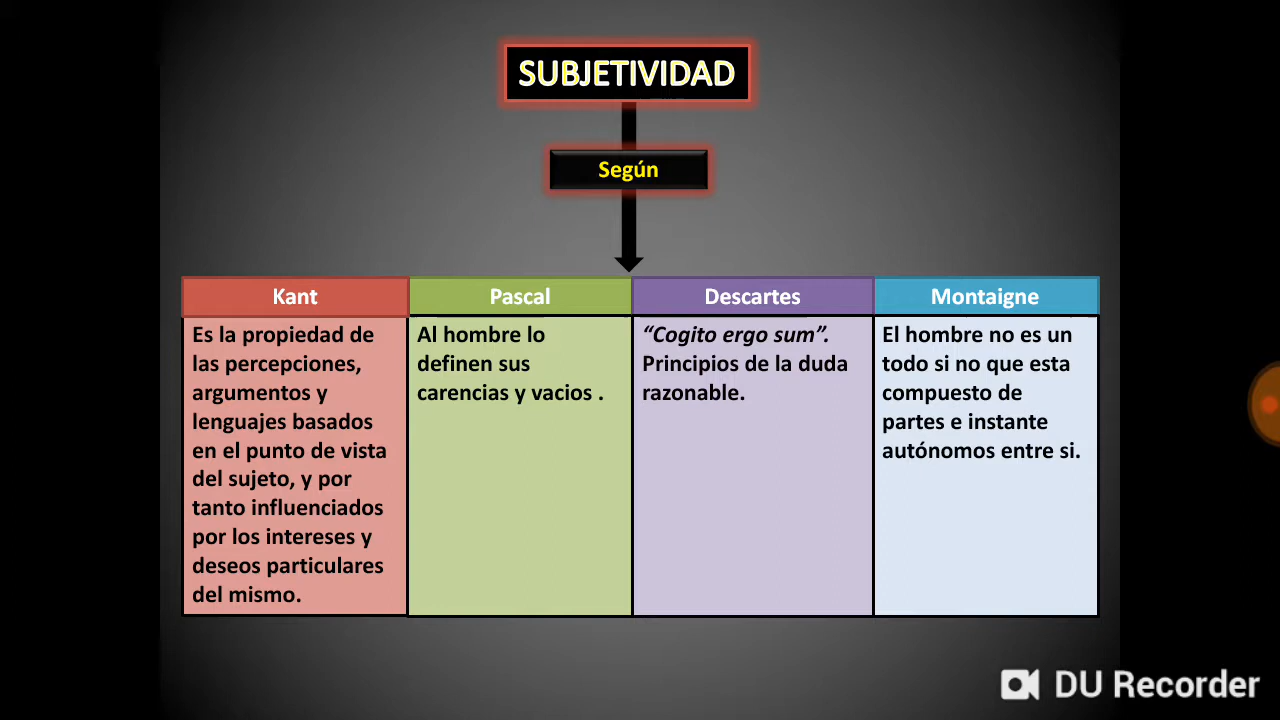 SUBJETIVIDAD
Según
Kant
Es la propiedad de
las percepciones,
argumentos y
lenguajes basados
en el punto de vista
del sujeto, y por
tanto influenciados
por los intereses y
deseos particulares
del mismo.
Pascal
Al hombre lo
definen sus
carencias y vacios .
Descartes
“Cogito ergo sum”.
Principios de la duda
razonable.
Montaigne
El hombre no es un
todo si no que esta
compuesto de
partes e instante
autónomos entre si.
DU Recorder